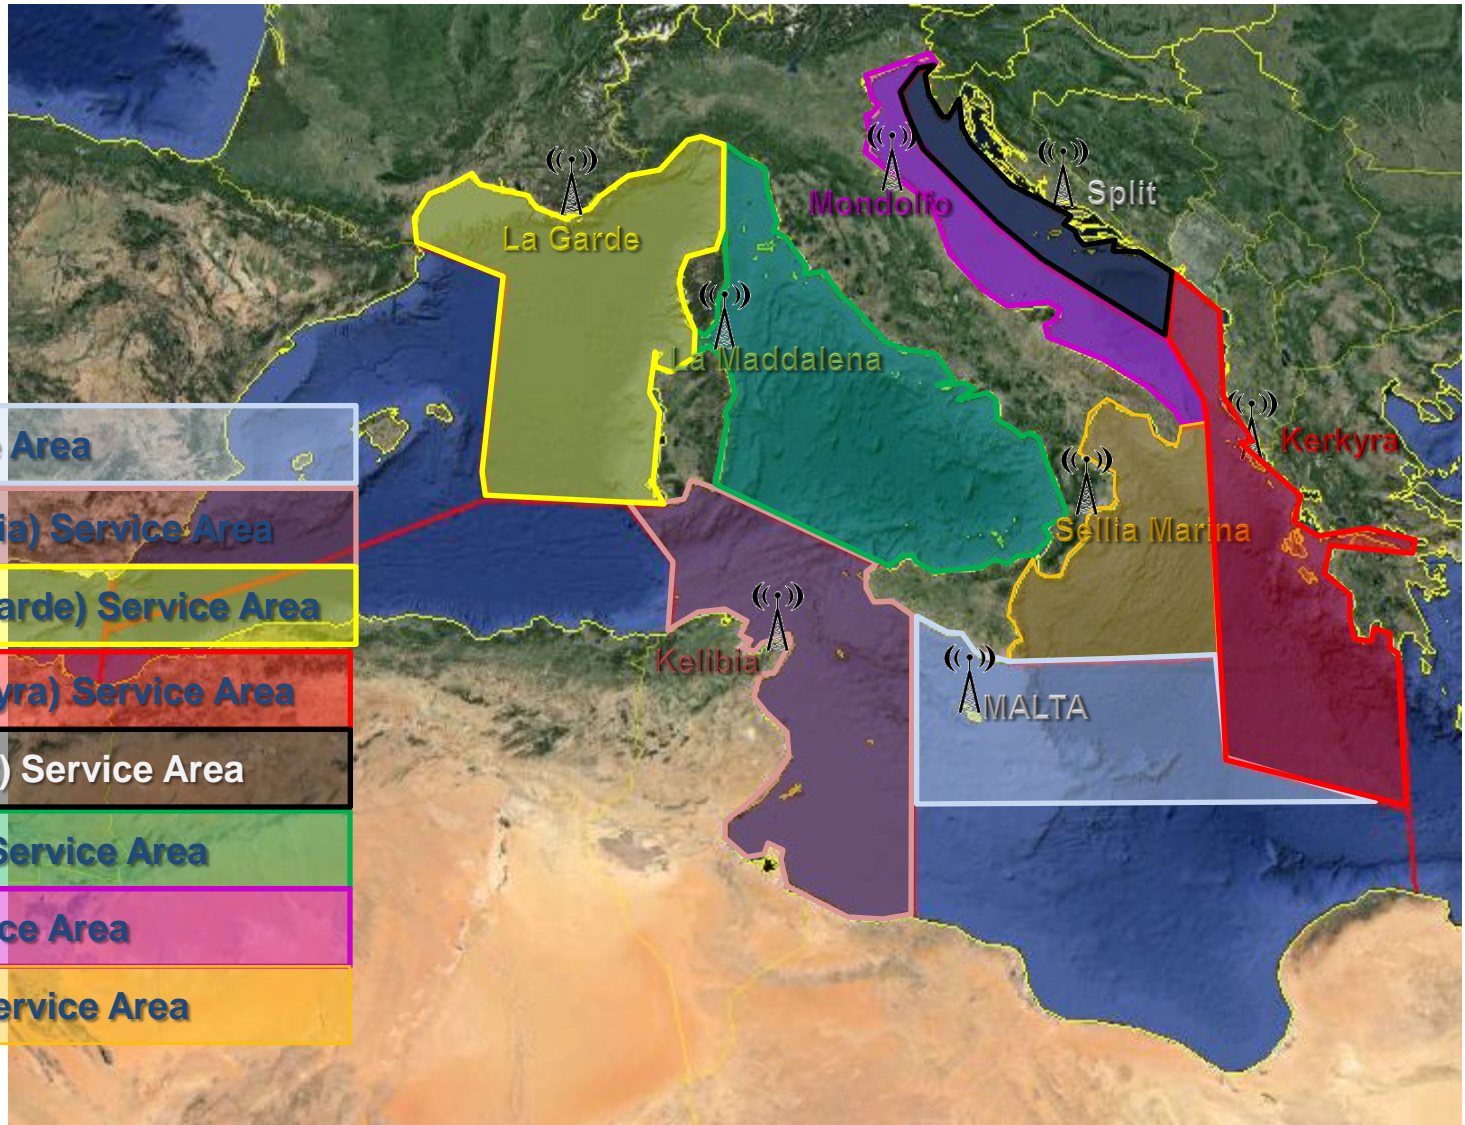 Mondolfo
Split
La Garde
La Maddalena
Kerkyra
Sellia Marina
Kelibia
MALTA
Area
ia) Service Area
arde) Service Area
yra) Service Area
) Service Area
Service Area
ce Area
ervice Area